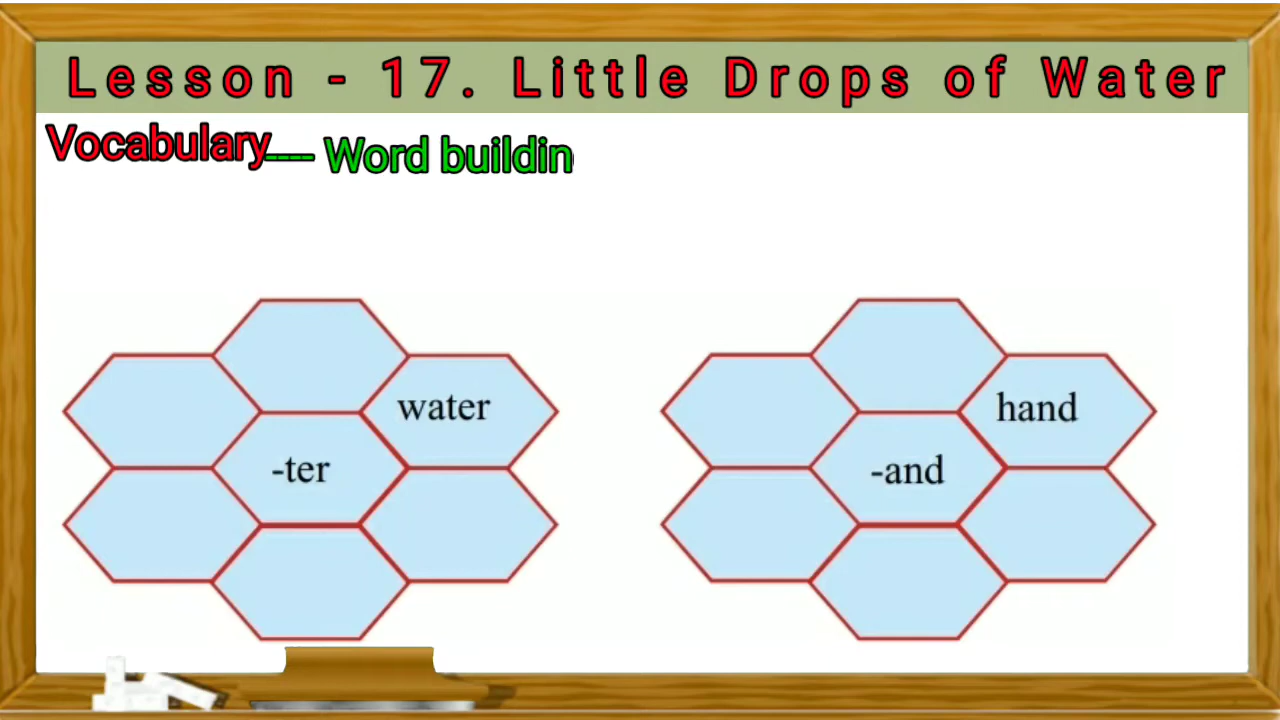 Lesson - 17. Little Drops of Water
Vocabulary---- Word buildin
water
-ter
hand
-and